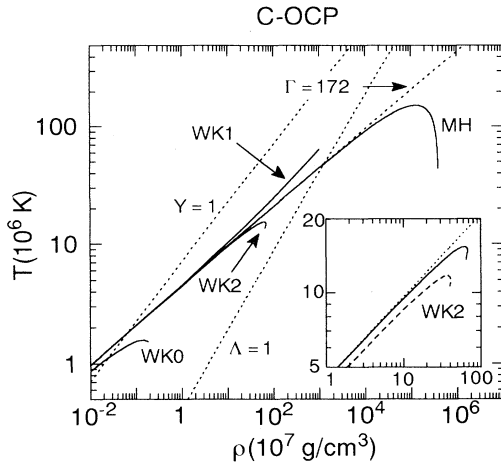 C-OCP
T(10⁶ K)
100
10
1
Γ = 172
MH
WK1
Y = 1
WK2
WK0
Λ = 1
20
10
5
WK2
1
10
100
10⁻²
1
10²
10⁴
10⁶
ρ(10⁷ g/cm³)